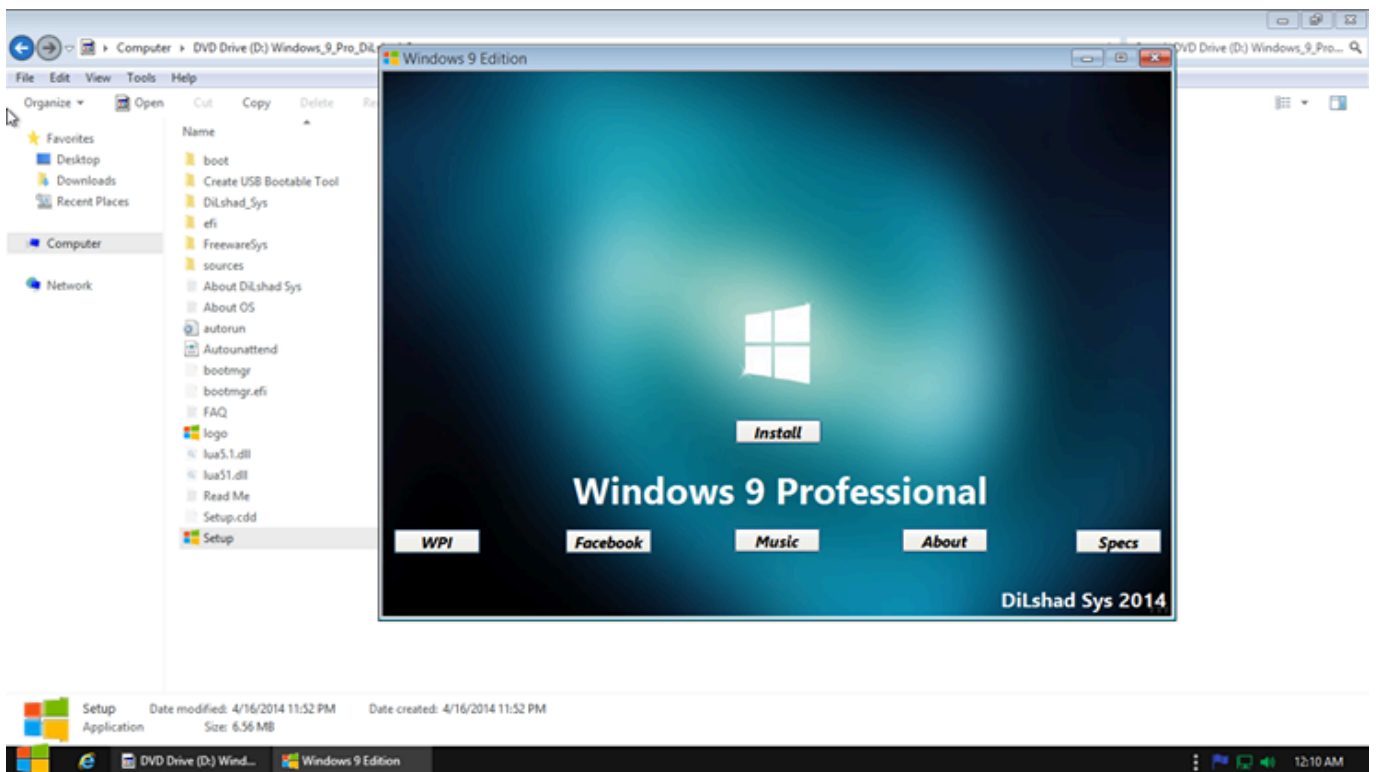 Computer ▸ DVD Drive (D:) Windows_9_Pro_DiL
DVD Drive (D:) Windows_9_Pro...
File Edit View Tools Help
Organize Open Cut Copy Delete
Favorites
Desktop
Downloads
Recent Places
Computer
Network
Name
boot
Create USB Bootable Tool
DiLshad_Sys
efi
FreewareSys
sources
About DiLshad Sys
About OS
autorun
Autounattend
bootmgr
bootmgr.efi
FAQ
logo
lua5.1.dll
lua51.dll
Read Me
Setup.cdd
Setup
Windows 9 Edition
Install
Windows 9 Professional
WPI Facebook Music About Specs
DiLshad Sys 2014
Setup Date modified: 4/16/2014 11:52 PM Date created: 4/16/2014 11:52 PM
Application Size: 6.56 MB
DVD Drive (D:) Wind... Windows 9 Edition 12:10 AM